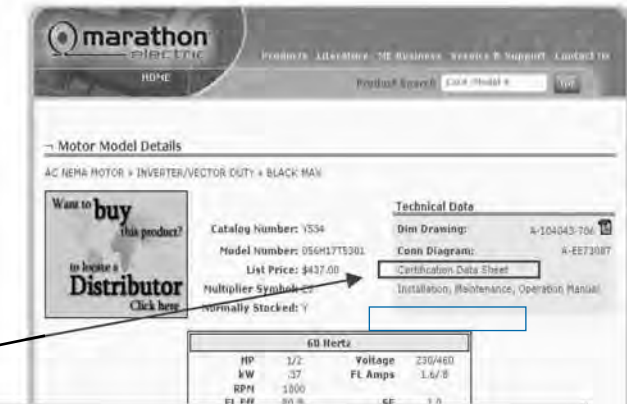 marathon
electric
Products Literature ME Business Service & Support Contact Us
HOME
Product Search
Motor Model Details
AC NEMA MOTOR » INVERTER/VECTOR DUTY » BLACK MAX
Want to buy
this product?
to locate a
Distributor
Click here
Catalog Number: Y534
Model Number: 056H17T5301
List Price: $437.00
Multiplier Symbol:
Normally Stocked: Y
Technical Data
Dim Drawing: A-104043-706
Conn Diagram: A-EE7308T
Certification Data Sheet
Installation, Maintenance, Operation Manual
60 Hertz
HP 1/2 Voltage 230/460
kW .37 FL Amps 1.6/.8
RPM 1800
FL Eff SF 1.0